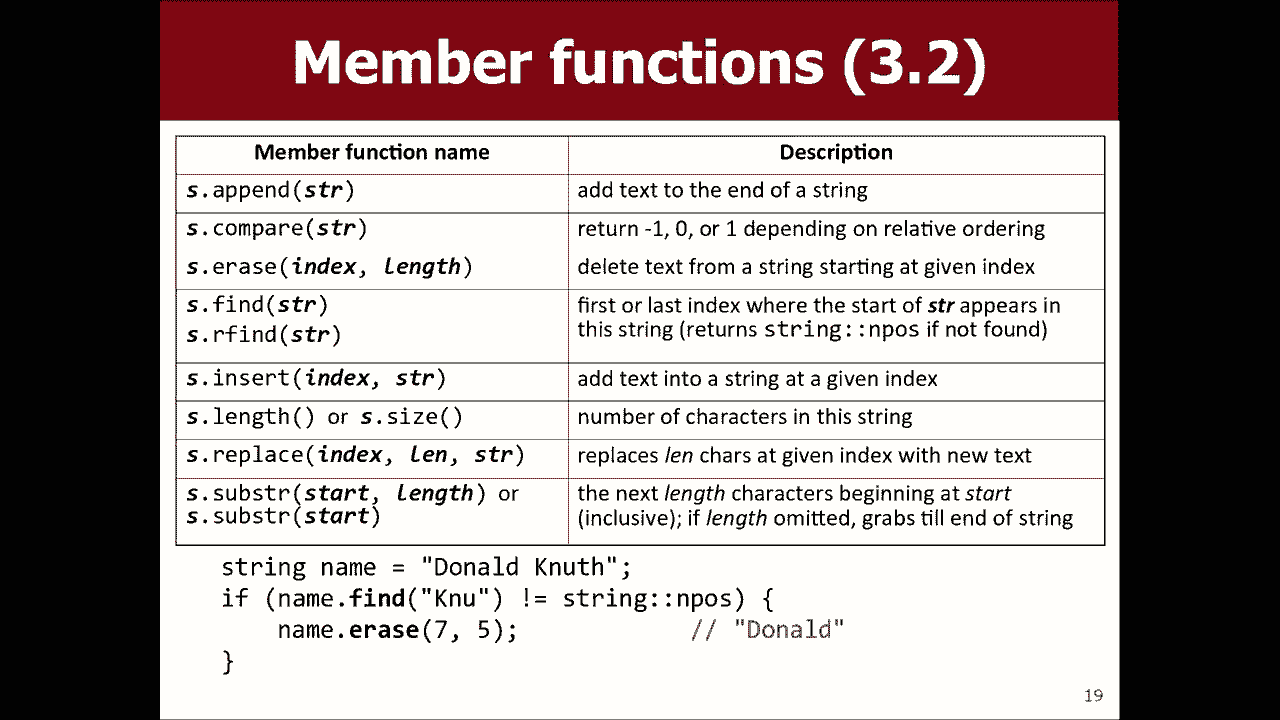 Member functions (3.2)
Member function name Description
s.append(str) add text to the end of a string
s.compare(str) return -1, 0, or 1 depending on relative ordering
s.erase(index, length) delete text from a string starting at given index
s.find(str) first or last index where the start of str appears in
s.rfind(str) this string (returns string::npos if not found)
s.insert(index, str) add text into a string at a given index
s.length() or s.size() number of characters in this string
s.replace(index, len, str) replaces len chars at given index with new text
s.substr(start, length) or the next length characters beginning at start
s.substr(start) (inclusive); if length omitted, grabs till end of string
string name = "Donald Knuth";
if (name.find("Knu") != string::npos) {
    name.erase(7, 5); // "Donald"
}
19